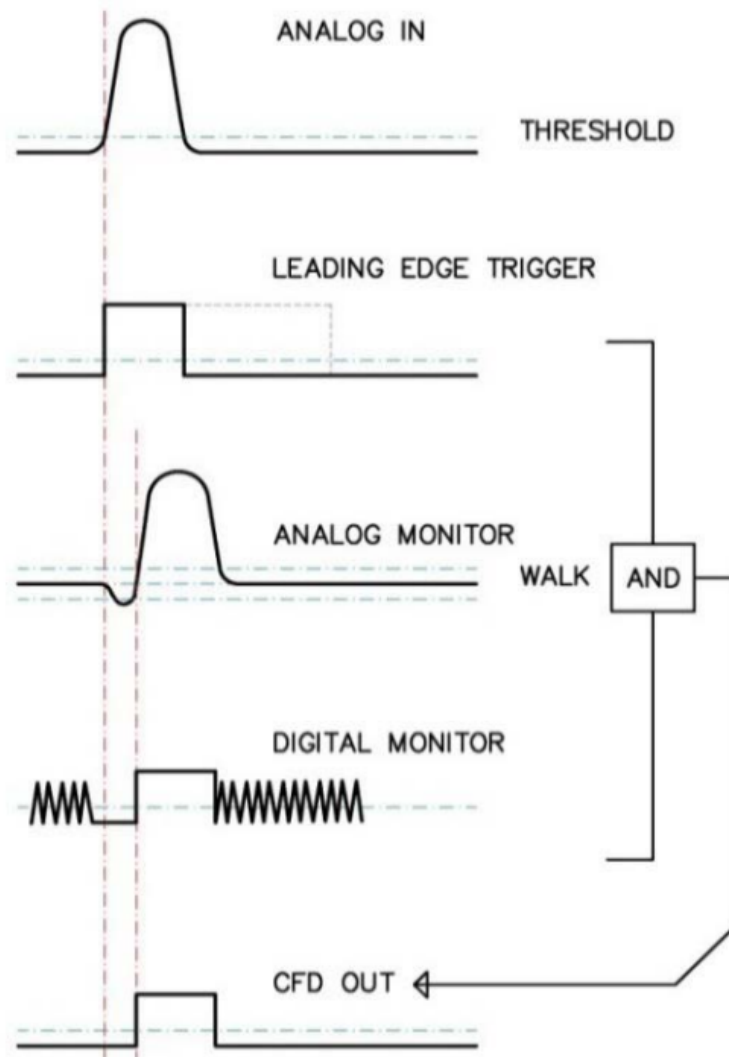 ANALOG IN
THRESHOLD
LEADING EDGE TRIGGER
ANALOG MONITOR
WALK
AND
DIGITAL MONITOR
CFD OUT